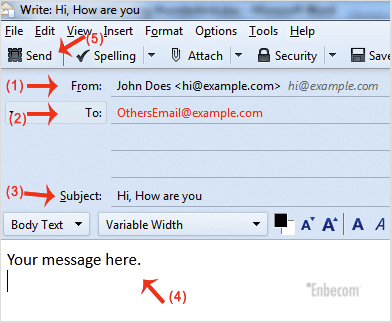 Write: Hi, How are you
File Edit View Insert Format Options Tools Help
(5)
Send Spelling Attach Security Save
(1) From: John Does <hi@example.com> hi@example.com
(2) To: OthersEmail@example.com
(3) Subject: Hi, How are you
Body Text Variable Width A A A A
Your message here.
(4)
"Enbecom"